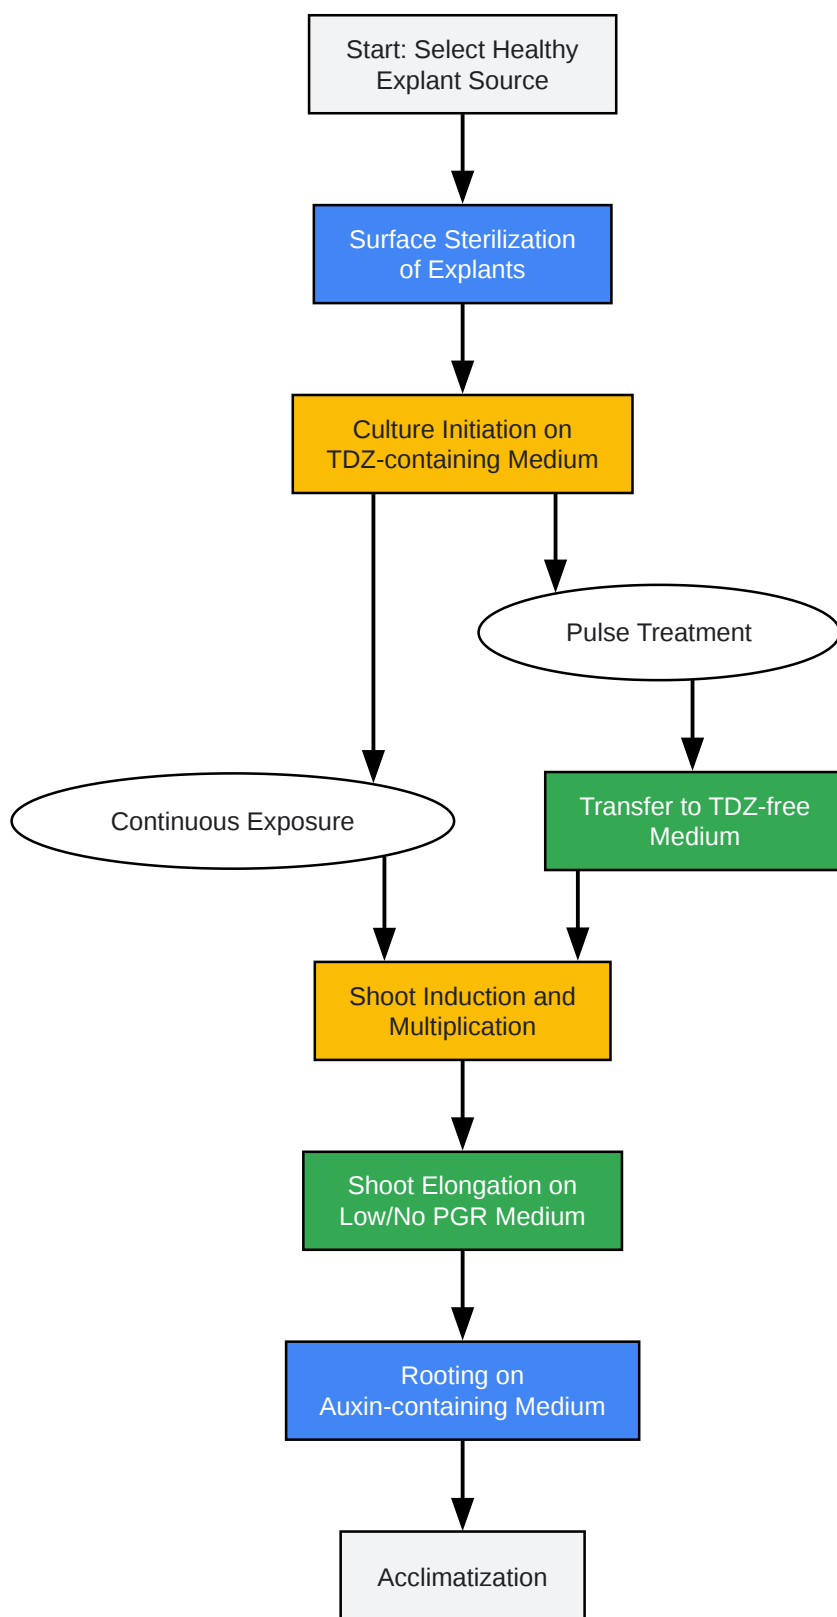 Start: Select Healthy
Explant Source
Surface Sterilization
of Explants
Culture Initiation on
TDZ-containing Medium
Pulse Treatment
Continuous Exposure
Transfer to TDZ-free
Medium
Shoot Induction and
Multiplication
Shoot Elongation on
Low/No PGR Medium
Rooting on
Auxin-containing Medium
Acclimatization